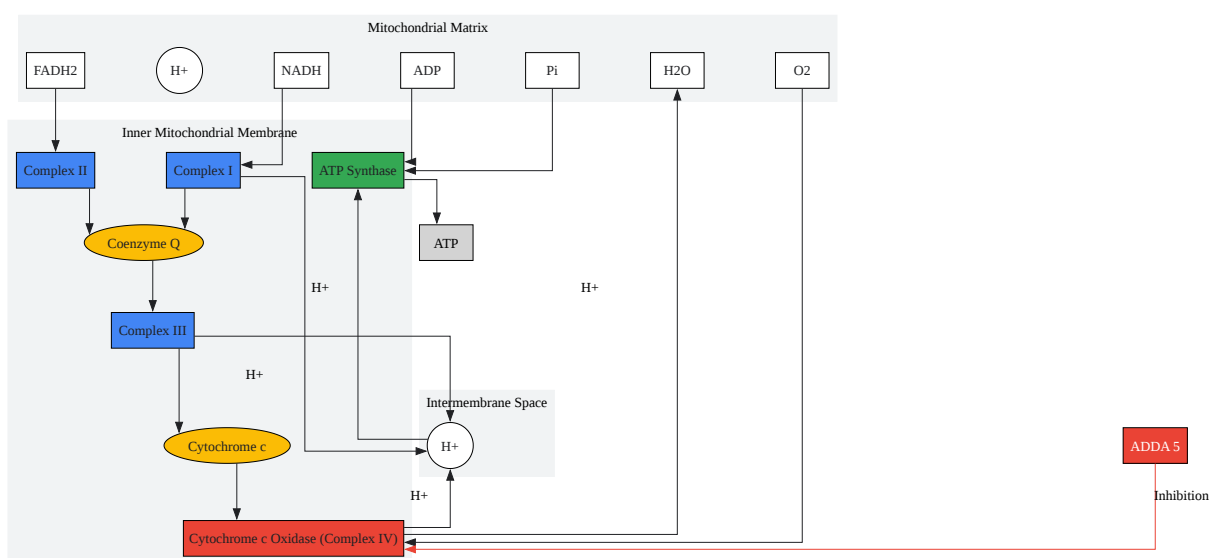 Mitochondrial Matrix
FADH2
H+
NADH
ADP
Pi
H2O
O2
Inner Mitochondrial Membrane
Complex II
Complex I
ATP Synthase
Coenzyme Q
ATP
H+
H+
Complex III
H+
Intermembrane Space
Cytochrome c
H+
ADDA 5
H+
Inhibition
Cytochrome c Oxidase (Complex IV)